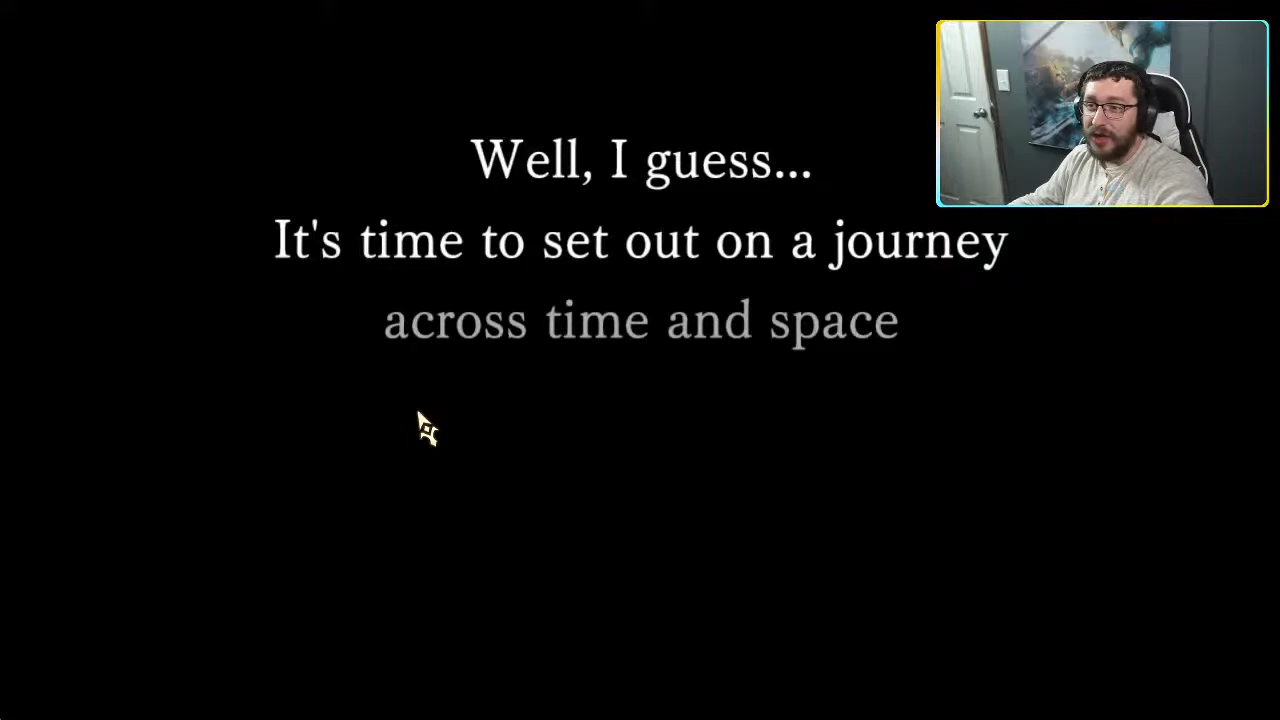 Well, I guess...
It's time to set out on a journey
across time and space